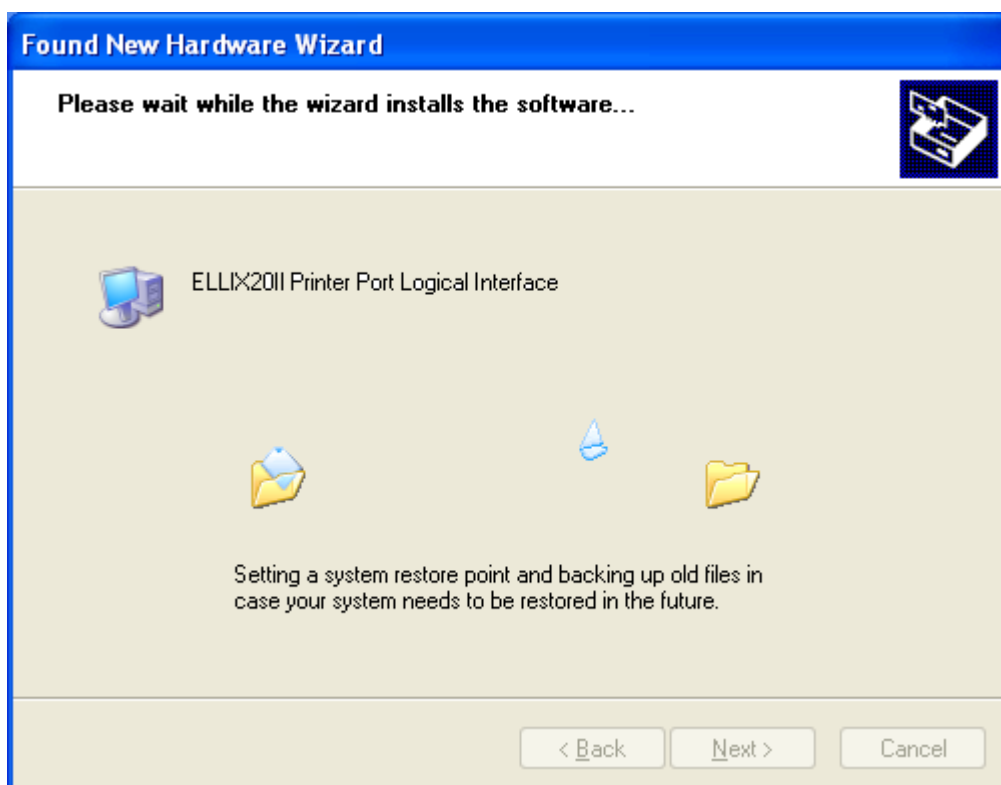 Found New Hardware Wizard
Please wait while the wizard installs the software...
ELLIX20II Printer Port Logical Interface
Setting a system restore point and backing up old files in
case your system needs to be restored in the future.
< Back
Next >
Cancel